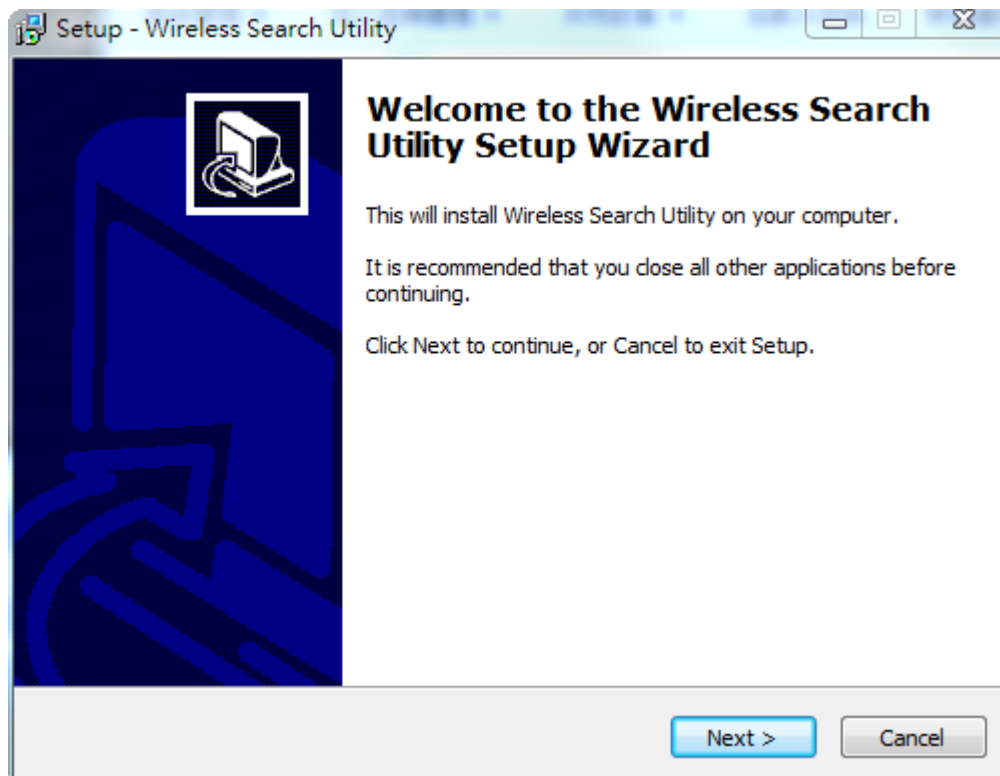 Setup - Wireless Search Utility
Welcome to the Wireless Search
Utility Setup Wizard
This will install Wireless Search Utility on your computer.
It is recommended that you close all other applications before
continuing.
Click Next to continue, or Cancel to exit Setup.
Next >
Cancel